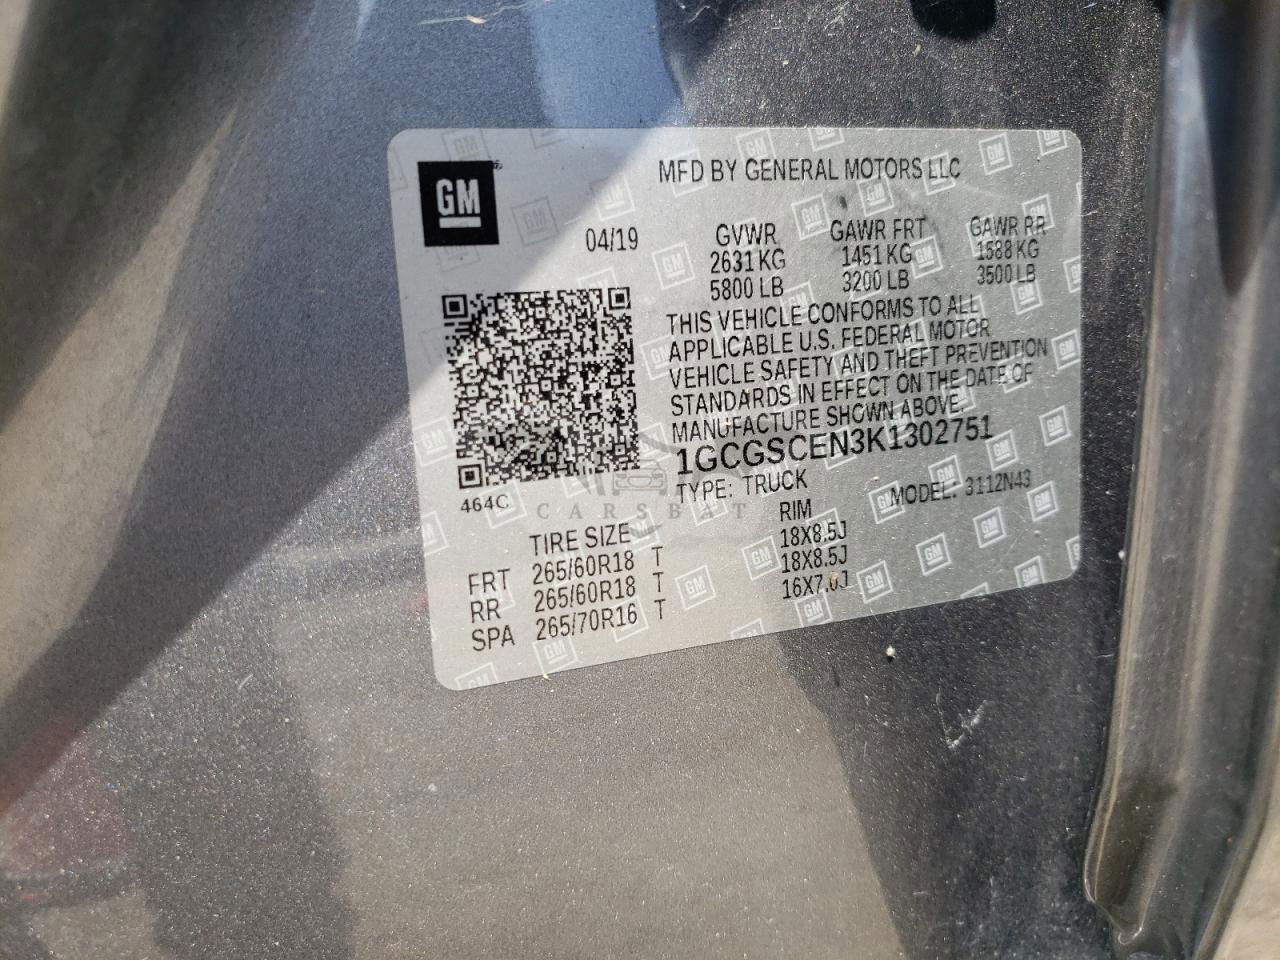 GM
MFD BY GENERAL MOTORS LLC
04/19
GVWR GAWR FRT GAWR RR
2631 KG 1451 KG 1588 KG
5800 LB 3200 LB 3500 LB
THIS VEHICLE CONFORMS TO ALL
APPLICABLE U.S. FEDERAL MOTOR
VEHICLE SAFETY AND THEFT PREVENTION
STANDARDS IN EFFECT ON THE DATE OF
MANUFACTURE SHOWN ABOVE.
1GCGSCEN3K1302751
TYPE: TRUCK MODEL: 3112N43
464C
CARSBAT
TIRE SIZE RIM
FRT 265/60R18 T 18X8.5J
RR 265/60R18 T 18X8.5J
SPA 265/70R16 T 16X7.0J